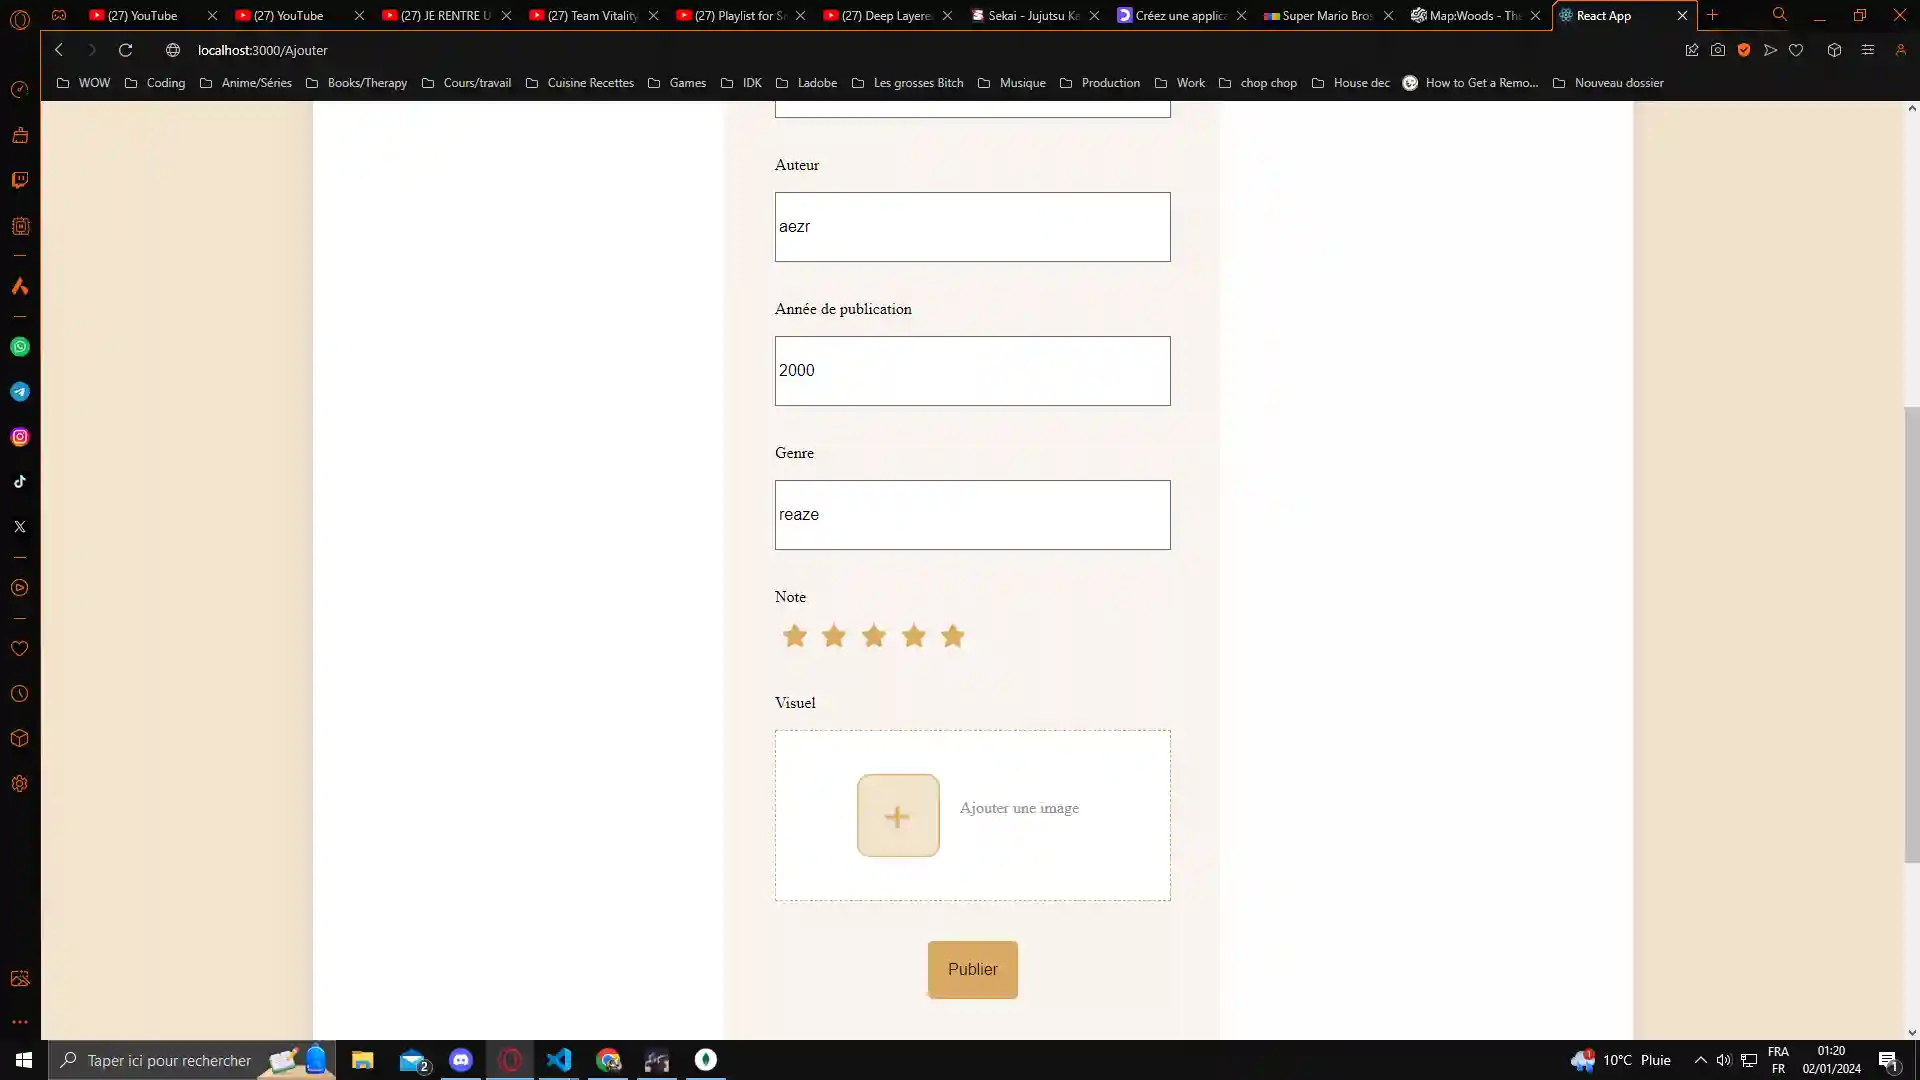 (27) YouTube
(27) YouTube
(27) JE RENTRE U
(27) Team Vitality
(27) Playlist for S
(27) Deep Layere
Sekai - Jujutsu Ka
Créez une applica
Super Mario Bros
Map:Woods - The
React App
localhost:3000/Ajouter
WOW
Coding
Anime/Séries
Books/Therapy
Cours/travail
Cuisine Recettes
Games
IDK
Ladobe
Les grosses Bitch
Musique
Production
Work
chop chop
House dec
How to Get a Remo...
Nouveau dossier
Auteur
aezr
Année de publication
2000
Genre
reaze
Note
Visuel
Ajouter une image
Publier
Taper ici pour rechercher
2
10°C Pluie
FRA
FR
01:20
02/01/2024
1